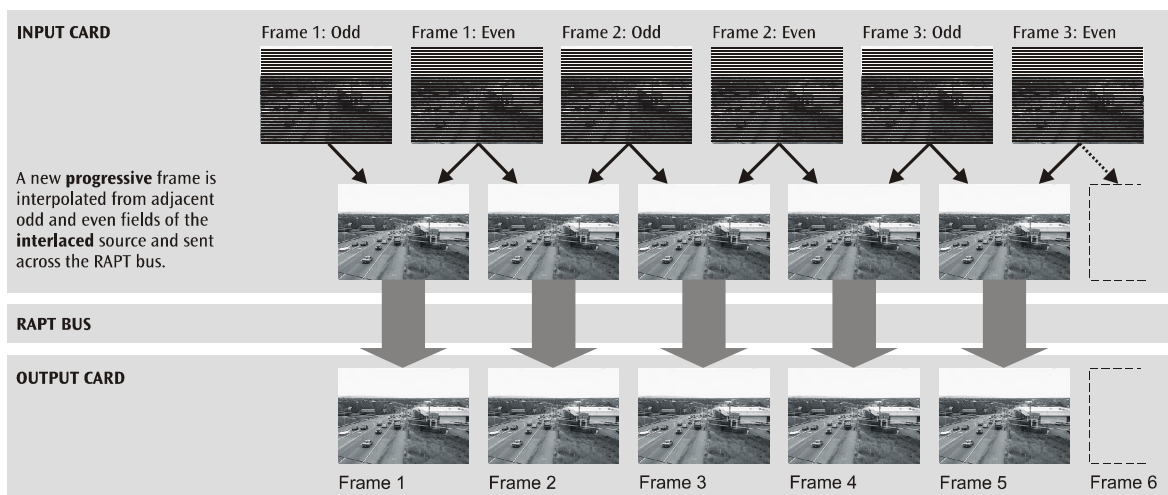 INPUT CARD
Frame 1: Odd
Frame 1: Even
Frame 2: Odd
Frame 2: Even
Frame 3: Odd
Frame 3: Even
A new progressive frame is
interpolated from adjacent
odd and even fields of the
interlaced source and sent
across the RAPT bus.
RAPT BUS
OUTPUT CARD
Frame 1
Frame 2
Frame 3
Frame 4
Frame 5
Frame 6